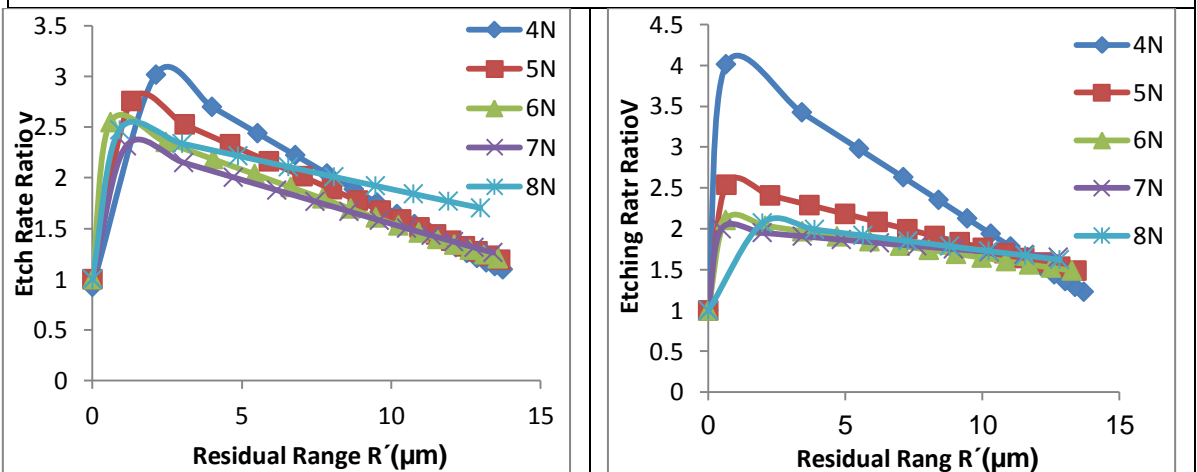 3.5
3
2.5
2
1.5
1
0.5
0
0
5
10
15
Etch Rate Ratio v
Residual Range R´(µm)
4N
5N
6N
7N
8N
4.5
4
3.5
3
2.5
2
1.5
1
0.5
0
0
5
10
15
Etching Ratr RatioV
Residual Rang R´(µm)
4N
5N
6N
7N
8N